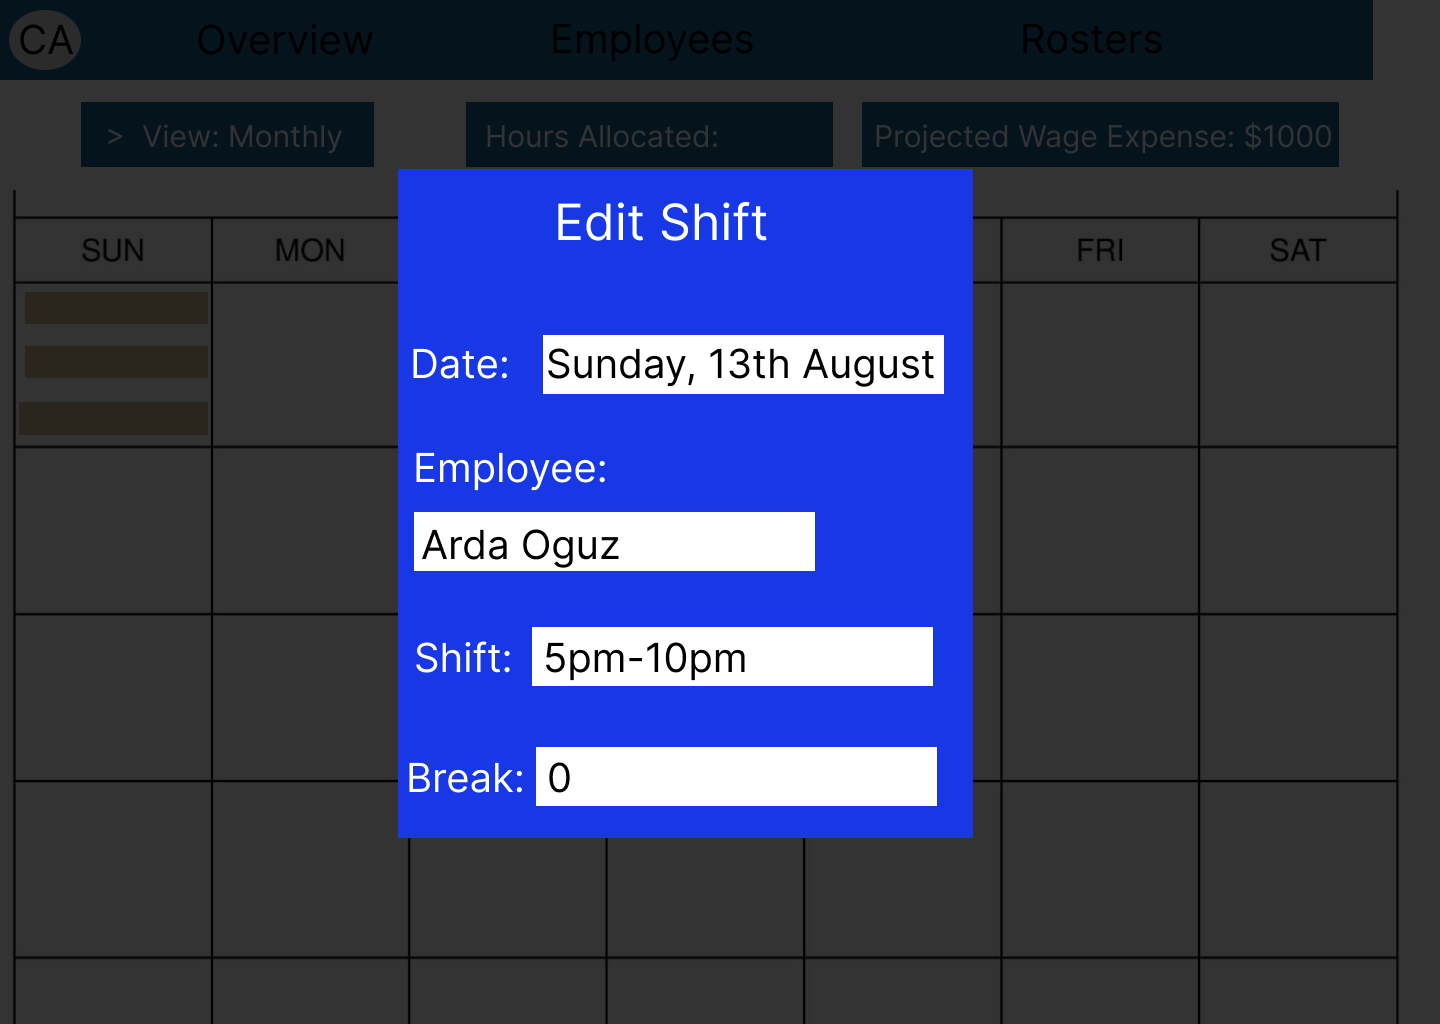 CA Overview Employees Rosters
> View: Monthly Hours Allocated: Projected Wage Expense: $1000
Edit Shift
SUN MON FRI SAT
Date: Sunday, 13th August
Employee:
Arda Oguz
Shift: 5pm-10pm
Break: 0